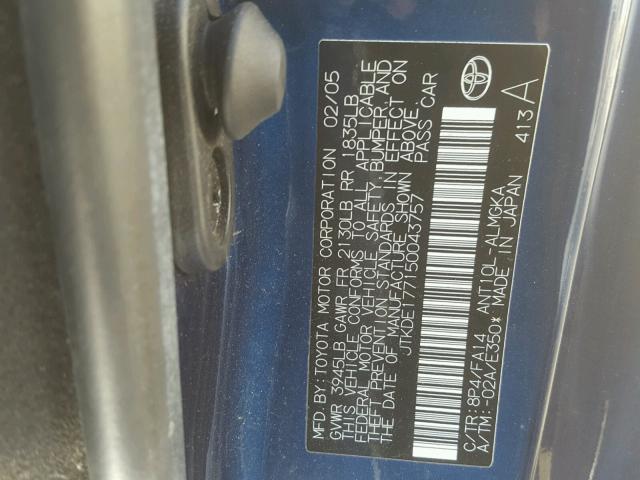 MFD.BY:TOYOTA MOTOR CORPORATION 02/05
GVWR 3945LB GAWR FR 2130LB RR 1835LB
THIS VEHICLE CONFORMS TO ALL APPLICABLE
FEDERAL MOTOR VEHICLE SAFETY, BUMPER, AND
THEFT PREVENTION STANDARDS IN EFFECT ON
THE DATE OF MANUFACTURE SHOWN ABOVE.
JTKDE177150043757 PASS CAR
C/TR: 8P4/FA14 ANT10L-ALMGKA
A/TM: -02A/E350* MADE IN JAPAN 413 A